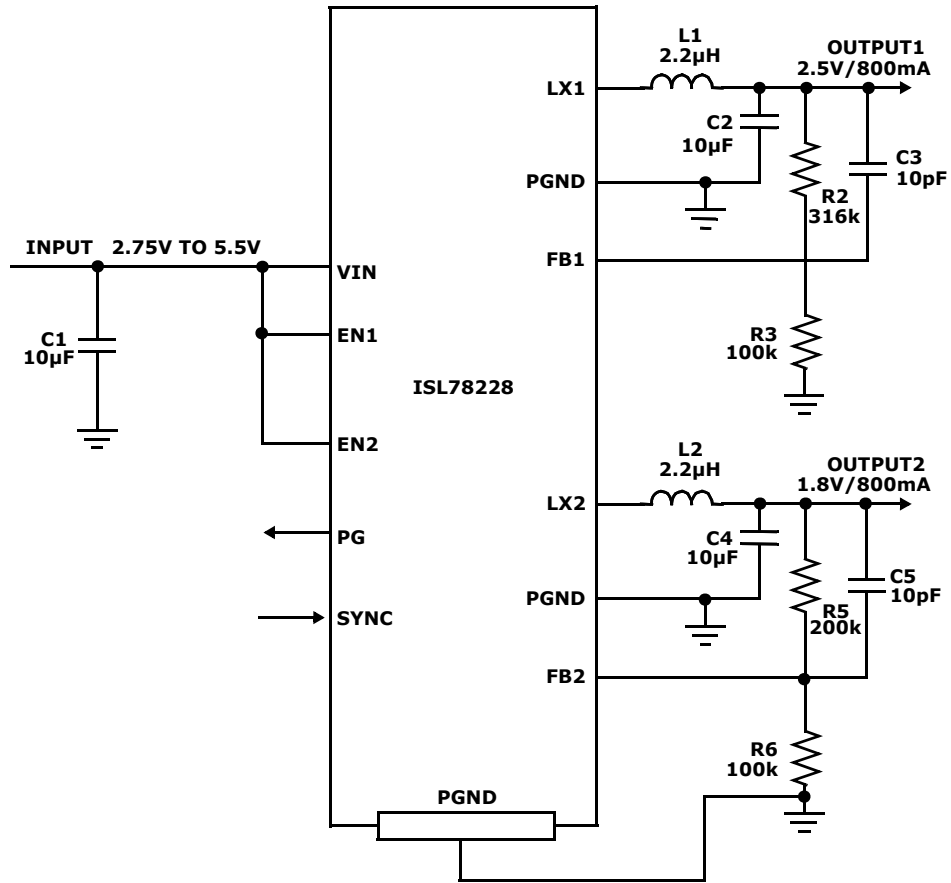 L1
2.2µH
OUTPUT1
2.5V/800mA
LX1
C2
10µF
C3
10pF
PGND
R2
316k
INPUT 2.75V TO 5.5V
FB1
VIN
C1
10µF
EN1
R3
100k
ISL78228
EN2
L2
2.2µH
OUTPUT2
1.8V/800mA
LX2
PG
C4
10µF
C5
10pF
PGND
R5
200k
SYNC
FB2
R6
100k
PGND